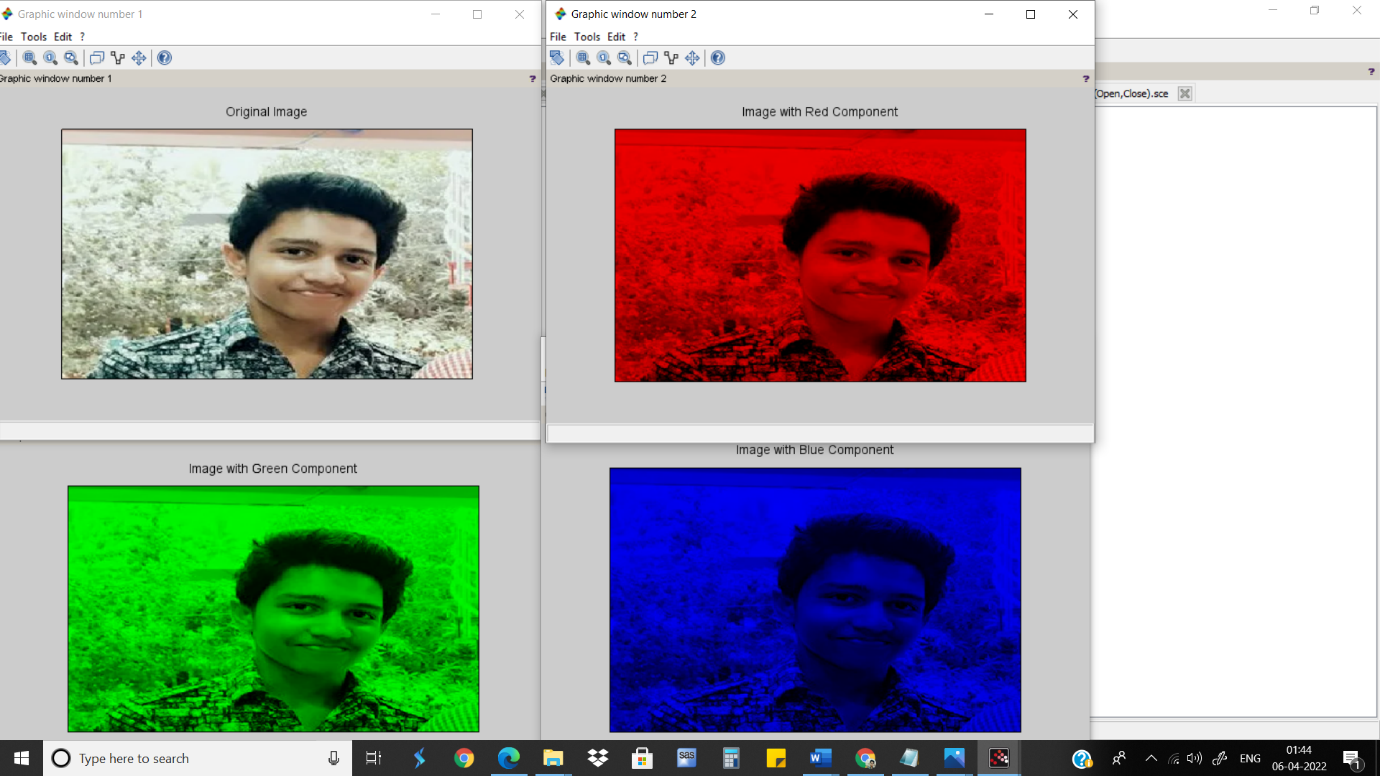 Graphic window number 1
File Tools Edit ?
Graphic window number 1 ?
Original Image
Graphic window number 2
File Tools Edit ?
Graphic window number 2 ?
Image with Red Component
(Open,Close).sce
?
Image with Green Component
Image with Blue Component
Type here to search
SAS
W
ENG
01:44
06-04-2022
1